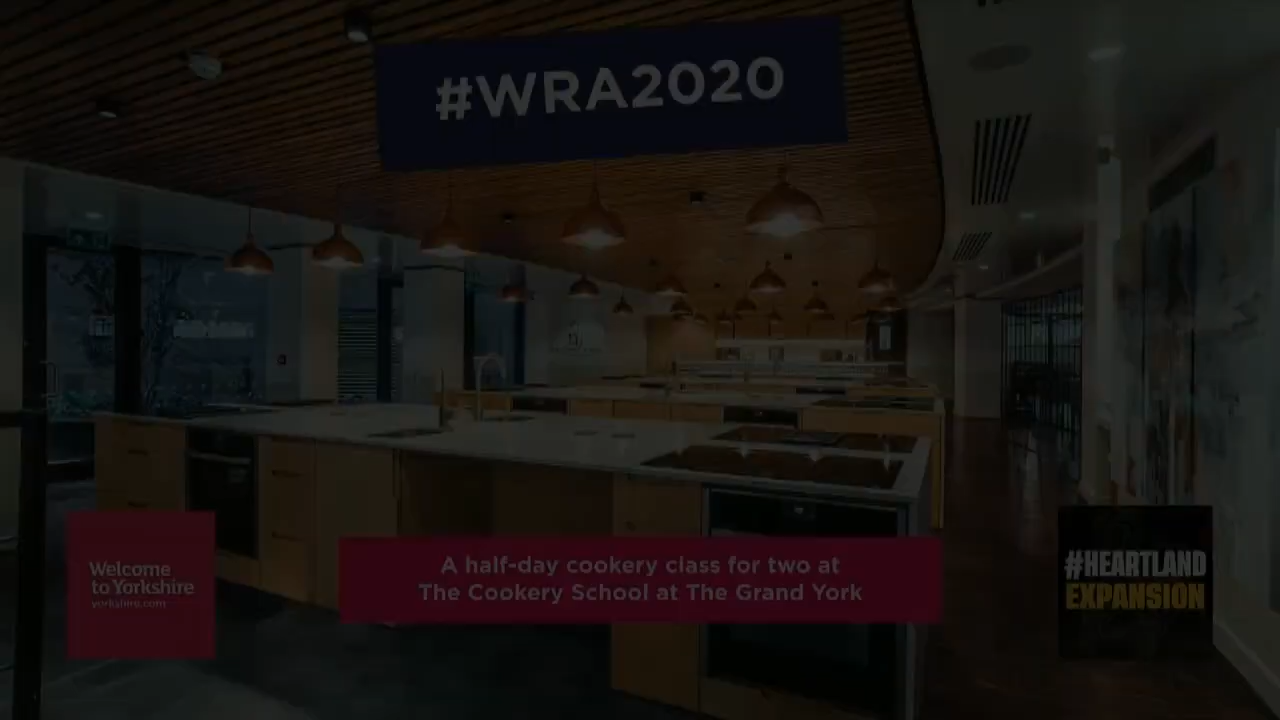 #WRA2020
Welcome
to Yorkshire
yorkshire.com
A half-day cookery class for two at
The Cookery School at The Grand York
#HEARTLAND
EXPANSION